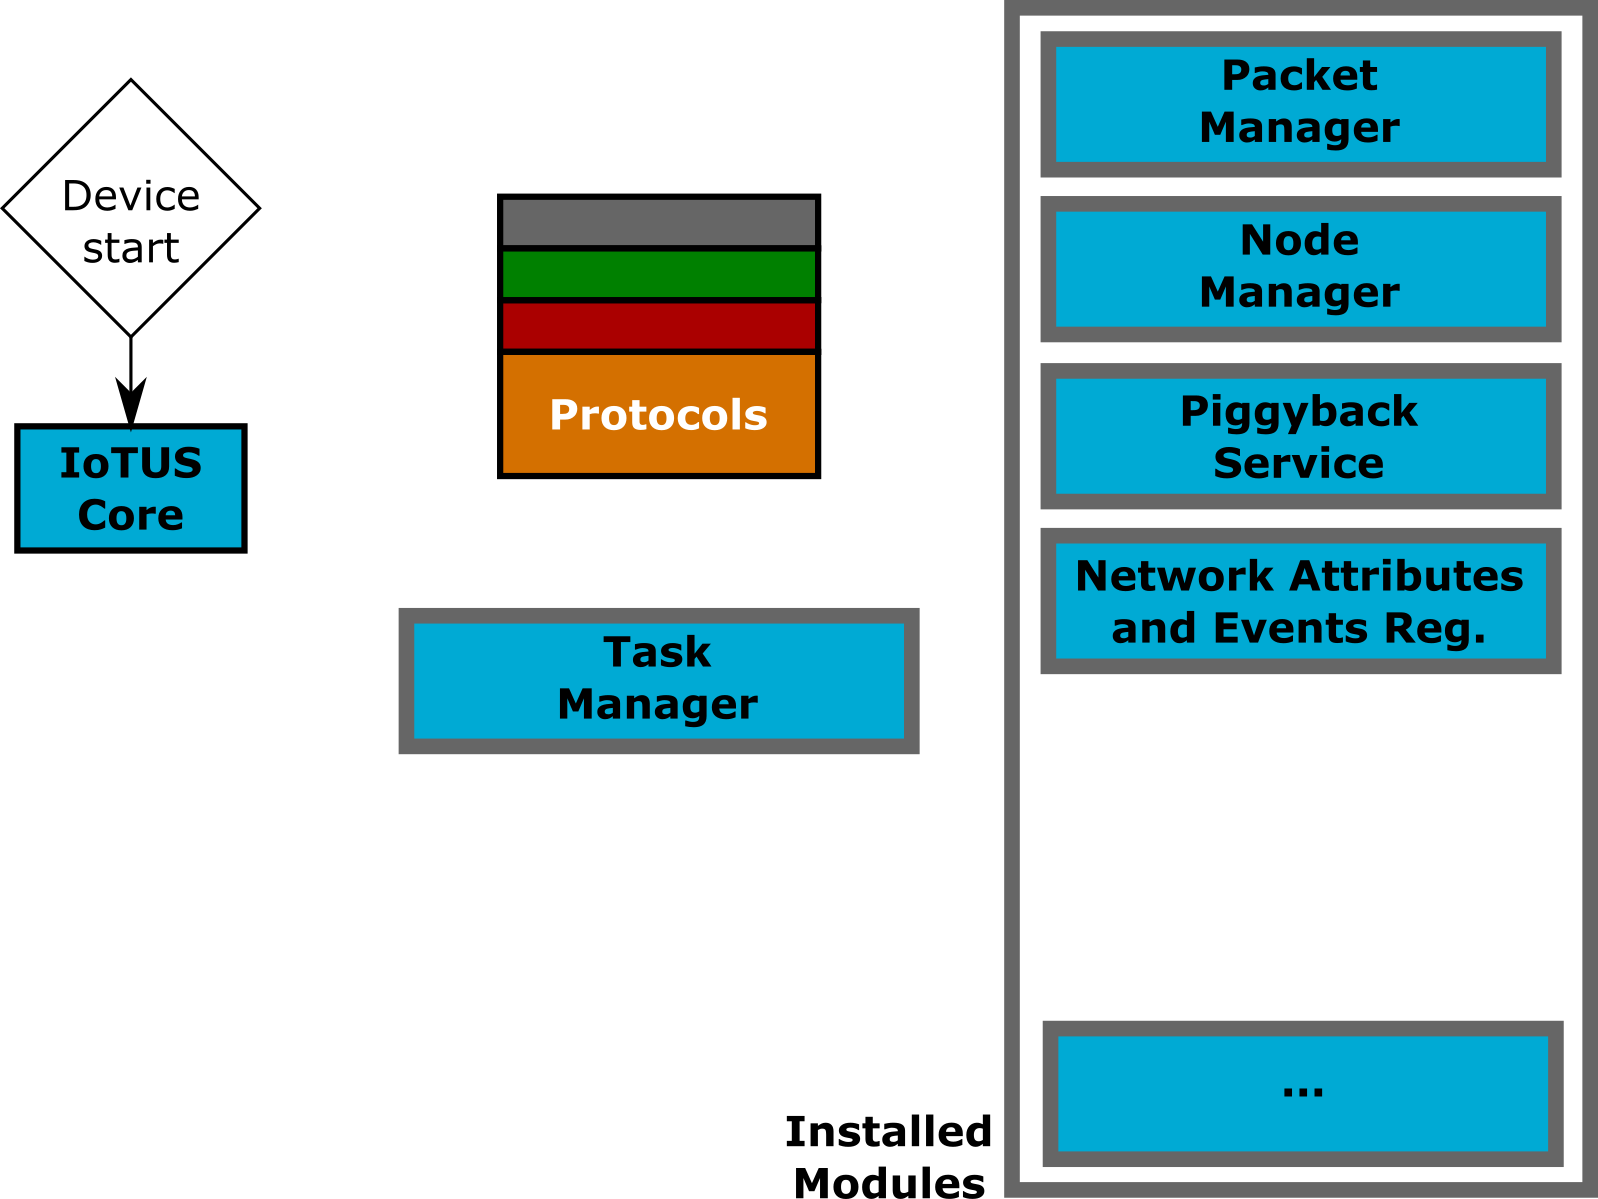 Device
start
IoTUS
Core
Protocols
Task
Manager
Packet
Manager
Node
Manager
Piggyback
Service
Network Attributes
and Events Reg.
...
Installed
Modules